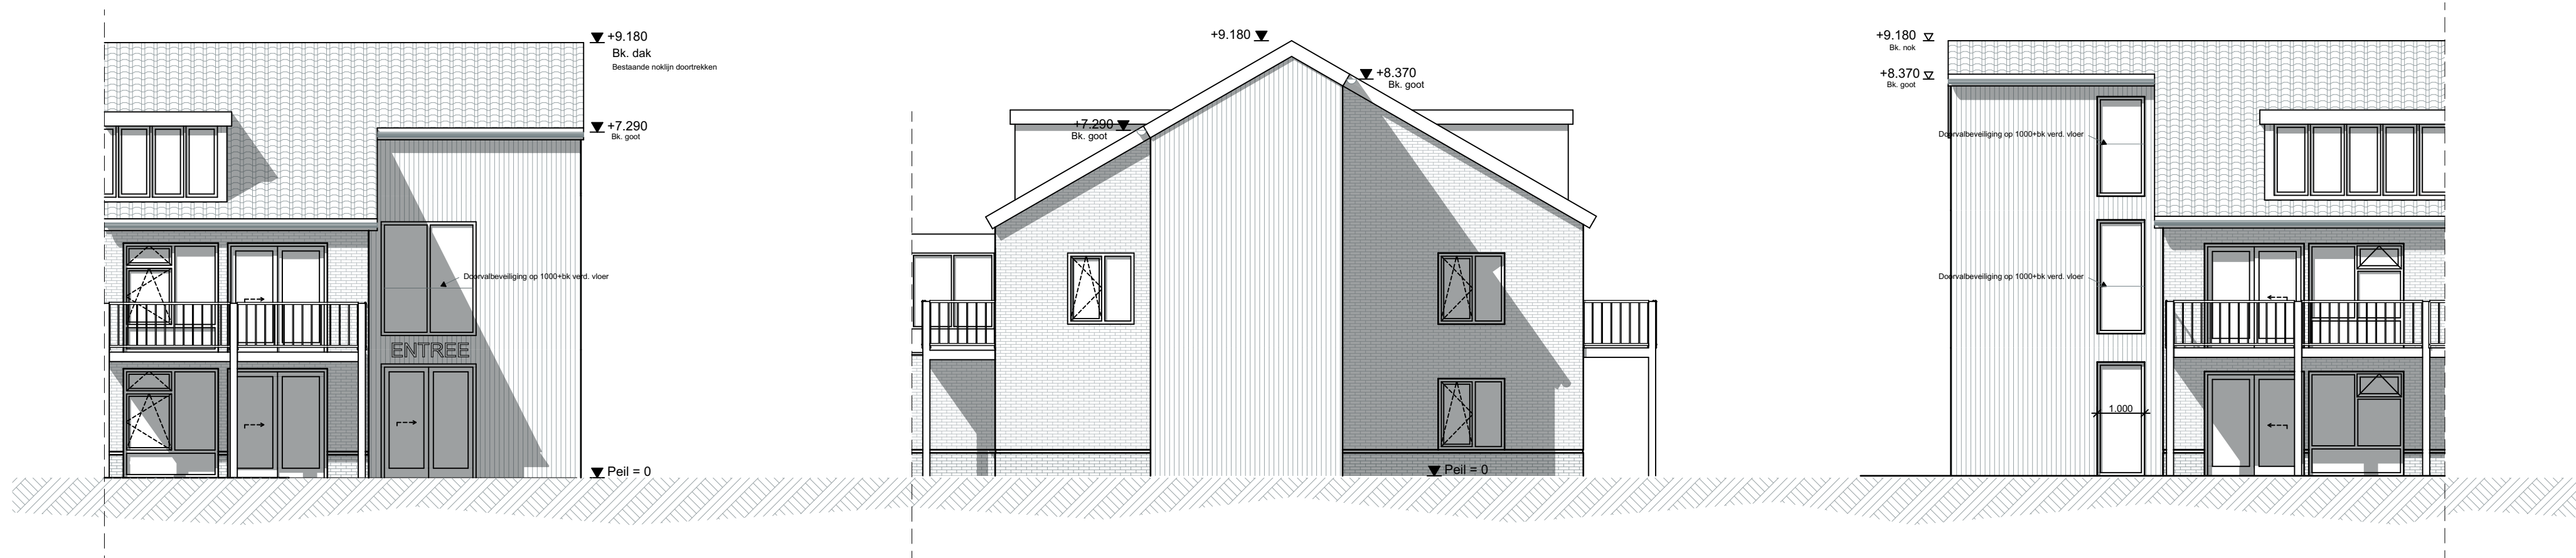 +9.180
Bk. dak
Bestaande noklijn doortrekken
+7.290
Bk. goot
Doorvalbeveiliging op 1000+bk verd. vloer
ENTREE
Peil = 0
+9.180
+8.370
Bk. goot
+7.290
Bk. goot
Peil = 0
+9.180
Bk. nok
+8.370
Bk. goot
Doorvalbeveiliging op 1000+bk verd. vloer
Doorvalbeveiliging op 1000+bk verd. vloer
1.000